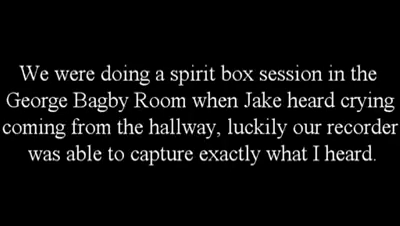 We were doing a spirit box session in the
George Bagby Room when Jake heard crying
coming from the hallway, luckily our recorder
was able to capture exactly what I heard.